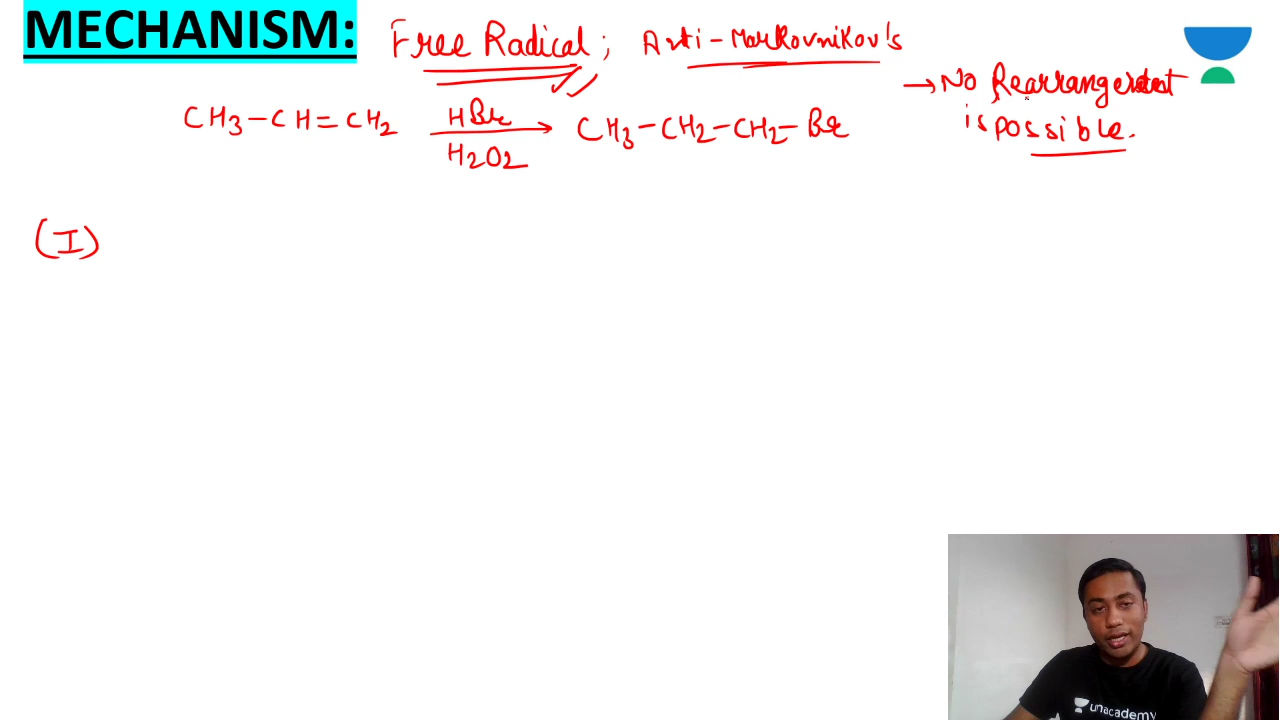 MECHANISM:
Free Radical; Anti-Markovnikov's
→ No Rearrangement
is possible.
CH3-CH=CH2 HBr
H2O2 → CH3-CH2-CH2-Br
(I)
unacademy